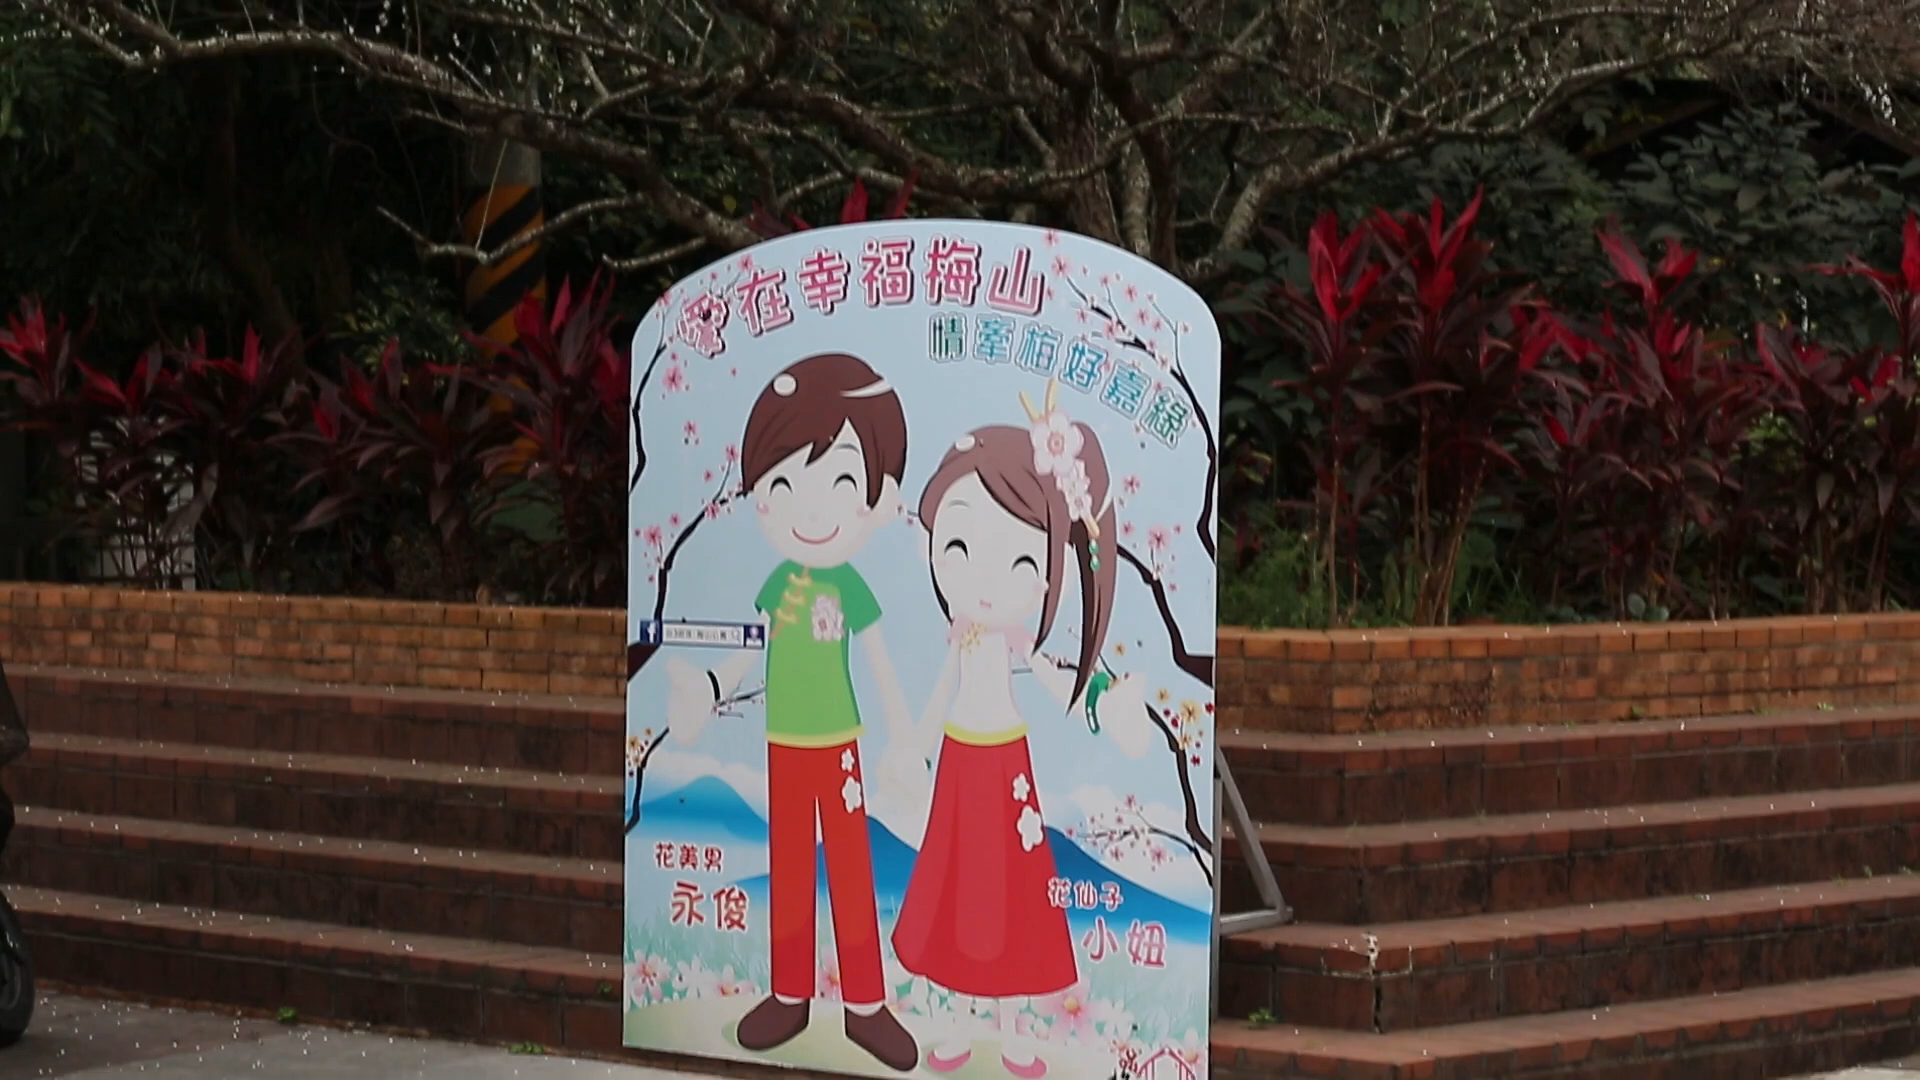 愛在幸福梅山
情牽梅好嘉緣
花美男
永俊
花仙子
小妞